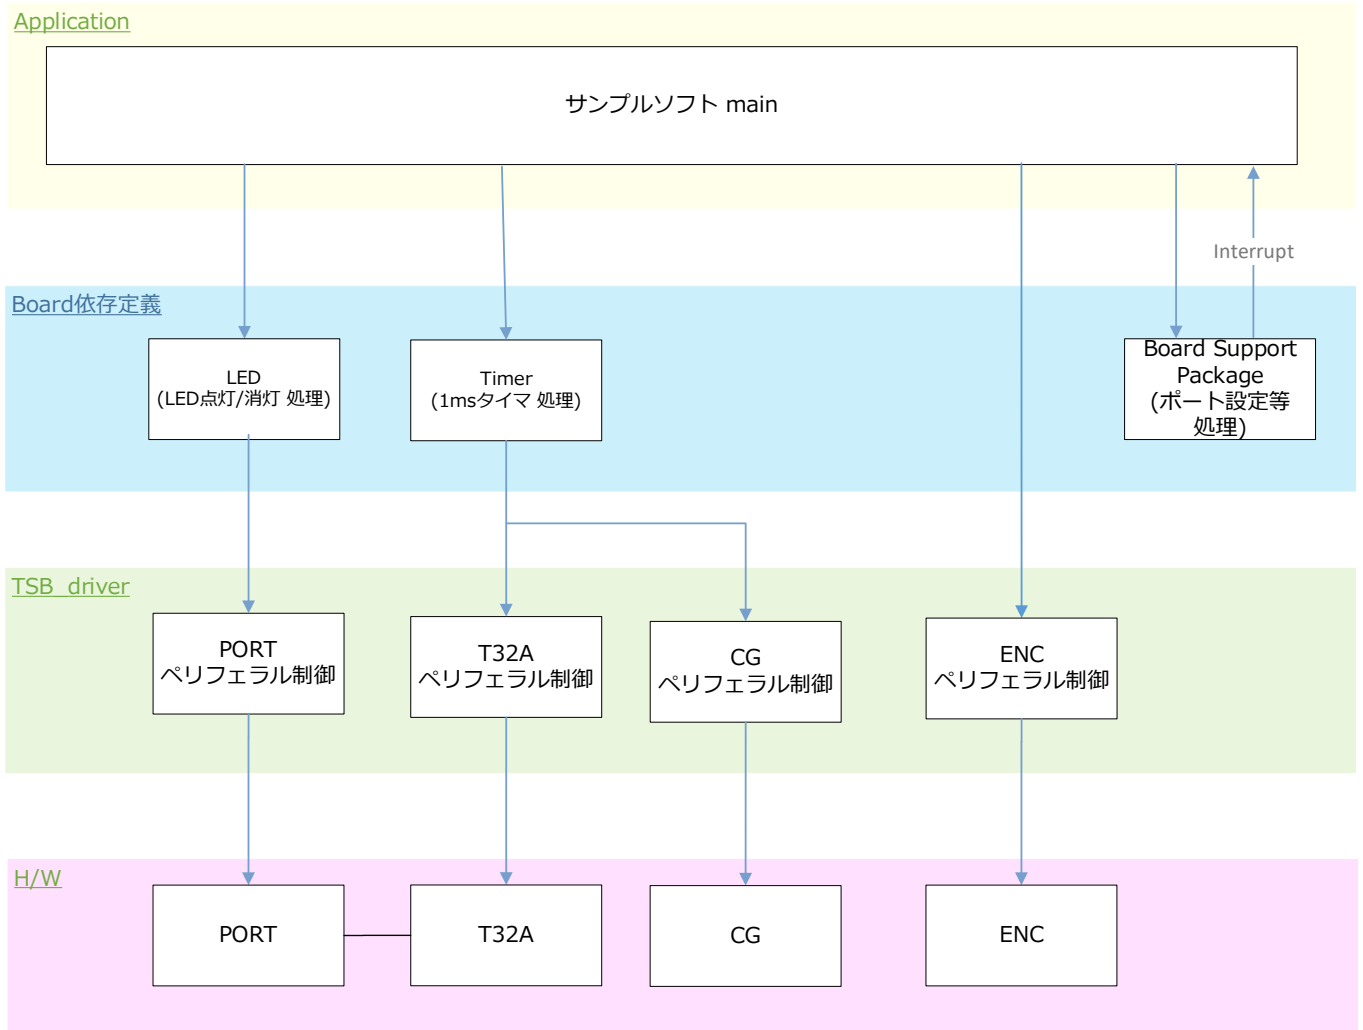 Application
サンプルソフト main
Interrupt
Board依存定義
LED
(LED点灯/消灯 処理)
Timer
(1msタイマ 処理)
Board Support
Package
(ポート設定等
処理)
TSB_driver
PORT
ペリフェラル制御
T32A
ペリフェラル制御
CG
ペリフェラル制御
ENC
ペリフェラル制御
H/W
PORT
T32A
CG
ENC